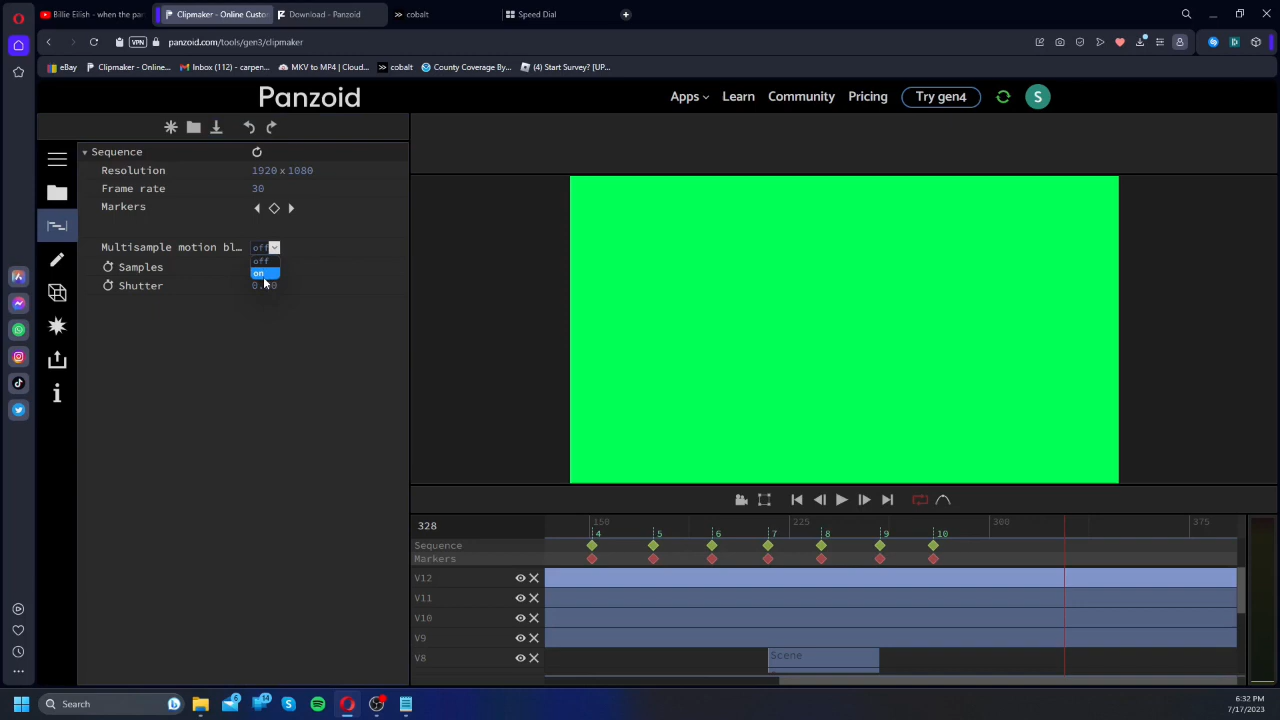 Billie Eilish - when the par
Clipmaker - Online Custo
Download - Panzoid
cobalt
Speed Dial
VPN
panzoid.com/tools/gen3/clipmaker
eBay
Clipmaker - Online...
Inbox (112) - carpen...
MKV to MP4 | Cloud...
cobalt
County Coverage By...
(4) Start Survey? [UP...
Panzoid
Apps
Learn
Community
Pricing
Try gen4
S
Sequence
Resolution
1920 x 1080
Frame rate
30
Markers
Multisample motion bl…
off
off
on
Samples
Shutter
328
150
225
300
375
4
5
6
7
8
9
10
Sequence
Markers
V12
V11
V10
V9
V8
Scene
Search
6
14
6:32 PM
7/17/2023